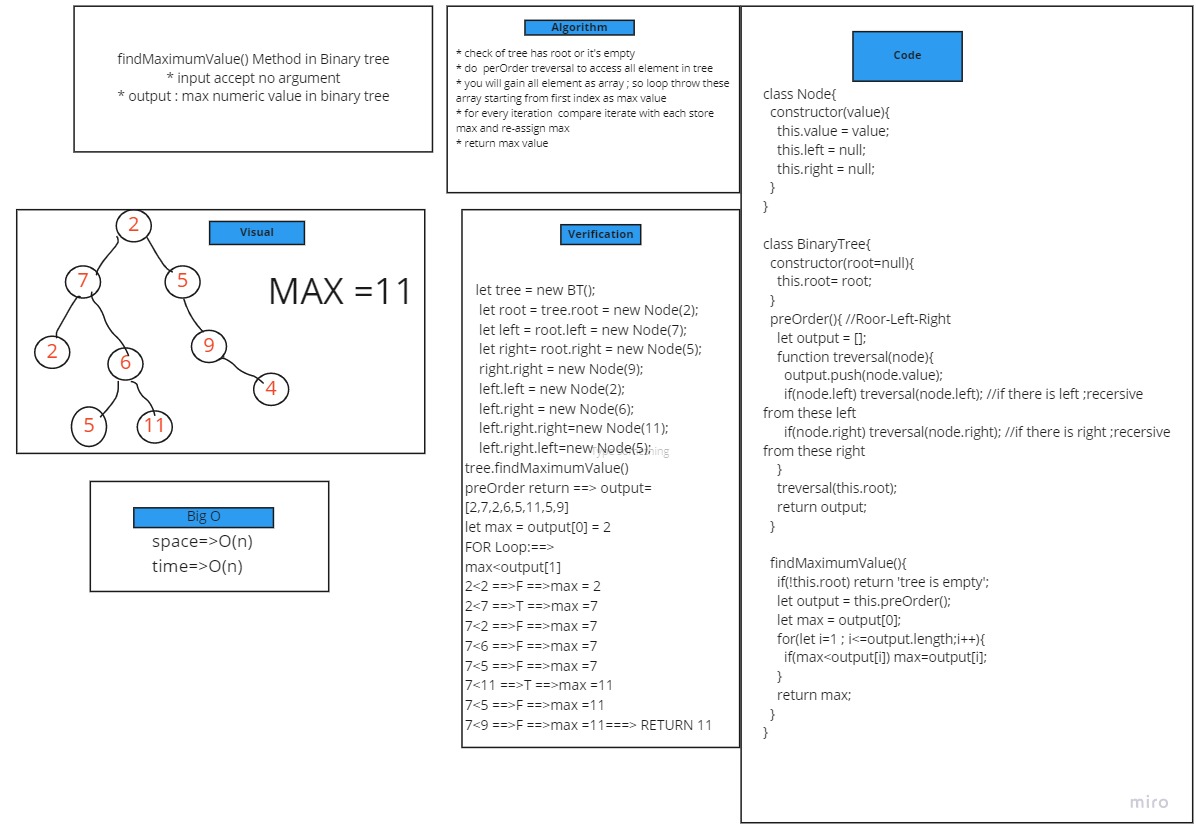 findMaximumValue() Method in Binary tree
* input accept no argument
* output : max numeric value in binary tree
Algorithm
* check of tree has root or it's empty
* do  perOrder treversal to access all element in tree
* you will gain all element as array ; so loop throw these
array starting from first index as max value
* for every iteration  compare iterate with each store
max and re-assign max
* return max value
Visual
2
7
5
2
6
9
4
5
11
MAX =11
Big O
space=>O(n)
time=>O(n)
Verification
let tree = new BT();
let root = tree.root = new Node(2);
let left = root.left = new Node(7);
let right= root.right = new Node(5);
right.right = new Node(9);
left.left = new Node(2);
left.right = new Node(6);
left.right.right=new Node(11);
left.right.left=new Node(5);
Type something
tree.findMaximumValue()
preOrder return ==> output=
[2,7,2,6,5,11,5,9]
let max = output[0] = 2
FOR Loop:==>
max<output[1]
2<2 ==>F ==>max = 2
2<7 ==>T ==>max =7
7<2 ==>F ==>max =7
7<6 ==>F ==>max =7
7<5 ==>F ==>max =7
7<11 ==>T ==>max =11
7<5 ==>F ==>max =11
7<9 ==>F ==>max =11===> RETURN 11
Code
class Node{
constructor(value){
this.value = value;
this.left = null;
this.right = null;
}
}
class BinaryTree{
constructor(root=null){
this.root= root;
}
preOrder(){ //Roor-Left-Right
let output = [];
function treversal(node){
output.push(node.value);
if(node.left) treversal(node.left); //if there is left ;recersive
from these left
if(node.right) treversal(node.right); //if there is right ;recersive
from these right
}
treversal(this.root);
return output;
}
findMaximumValue(){
if(!this.root) return 'tree is empty';
let output = this.preOrder();
let max = output[0];
for(let i=1 ; i<=output.length;i++){
if(max<output[i]) max=output[i];
}
return max;
}
}
miro